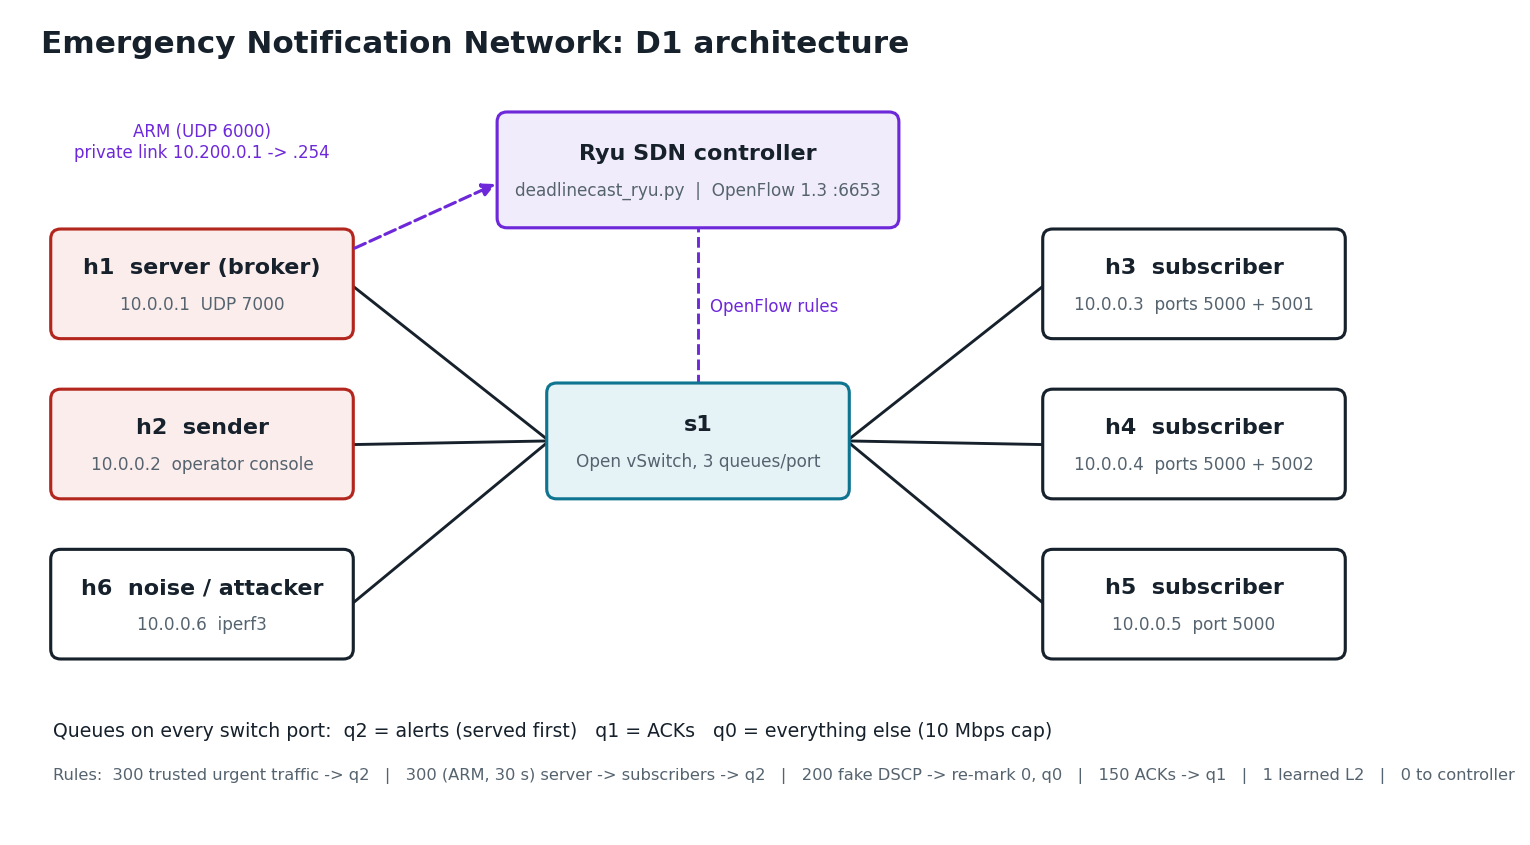 Emergency Notification Network: D1 architecture
ARM (UDP 6000)
private link 10.200.0.1 -> .254
Ryu SDN controller
deadlinecast_ryu.py | OpenFlow 1.3 :6653
h1 server (broker)
10.0.0.1 UDP 7000
OpenFlow rules
h3 subscriber
10.0.0.3 ports 5000 + 5001
h2 sender
10.0.0.2 operator console
s1
Open vSwitch, 3 queues/port
h4 subscriber
10.0.0.4 ports 5000 + 5002
h6 noise / attacker
10.0.0.6 iperf3
h5 subscriber
10.0.0.5 port 5000
Queues on every switch port: q2 = alerts (served first) q1 = ACKs q0 = everything else (10 Mbps cap)
Rules: 300 trusted urgent traffic -> q2 | 300 (ARM, 30 s) server -> subscribers -> q2 | 200 fake DSCP -> re-mark 0, q0 | 150 ACKs -> q1 | 1 learned L2 | 0 to controller